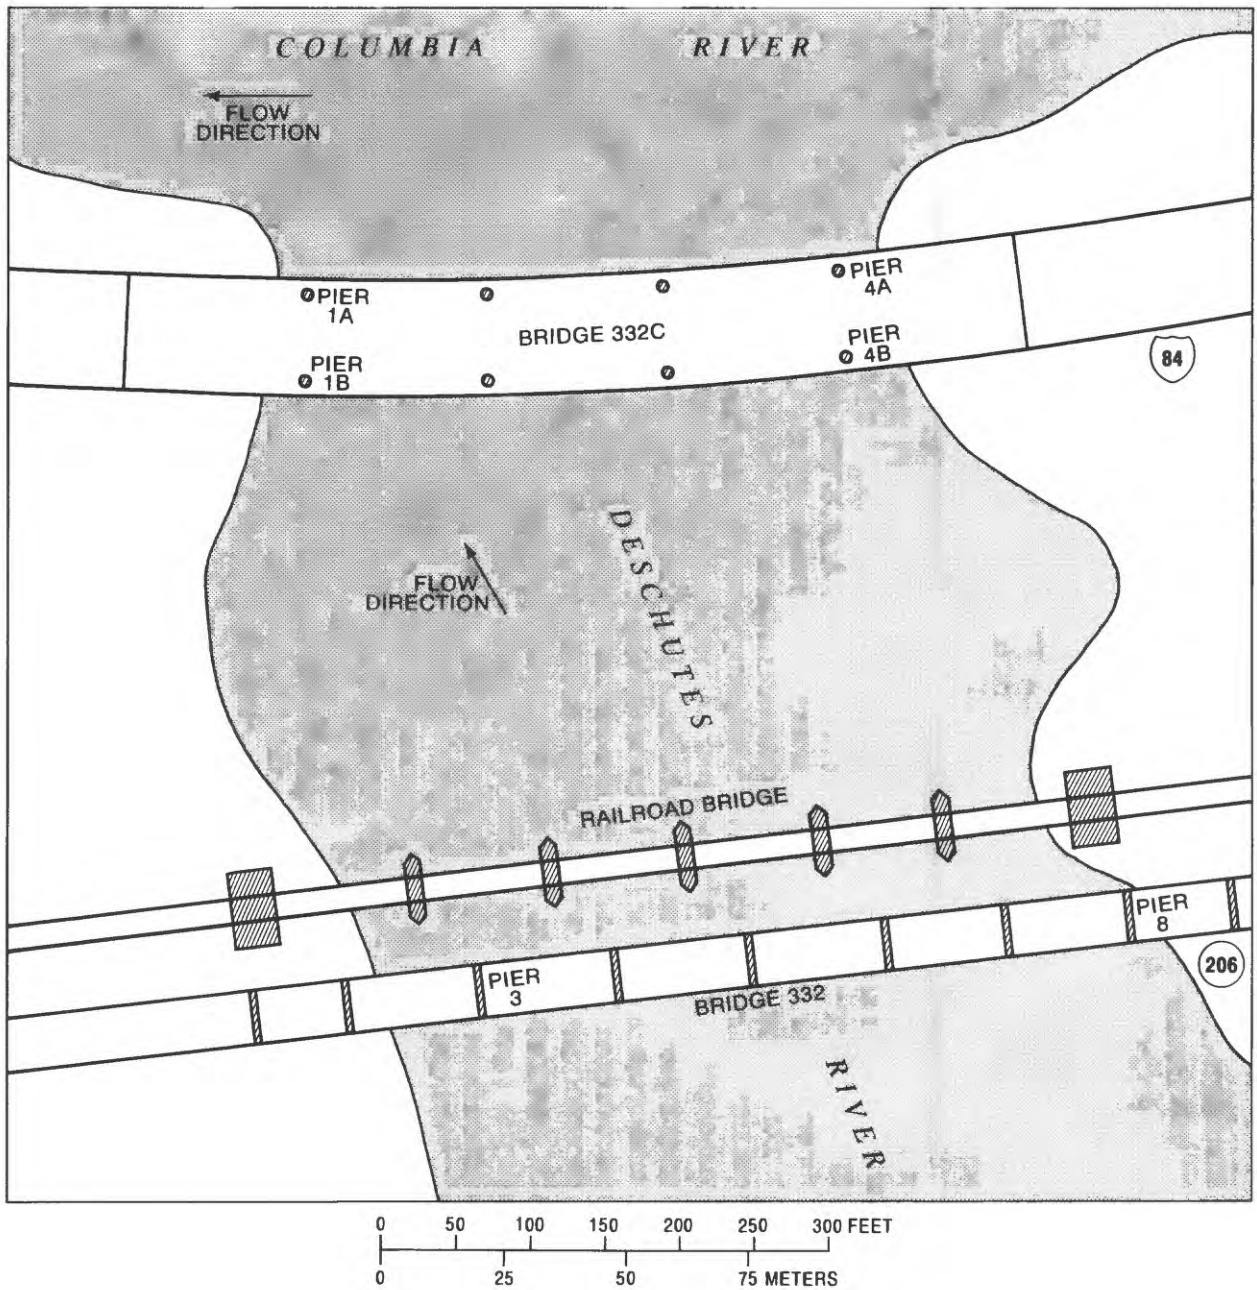 COLUMBIA RIVER
FLOW
DIRECTION
PIER
1A
PIER
4A
BRIDGE 332C
PIER
1B
PIER
4B
84
DESCHUTES
FLOW
DIRECTION
RAILROAD BRIDGE
PIER
8
PIER
3
206
BRIDGE 332
RIVER
0 50 100 150 200 250 300 FEET
0 25 50 75 METERS